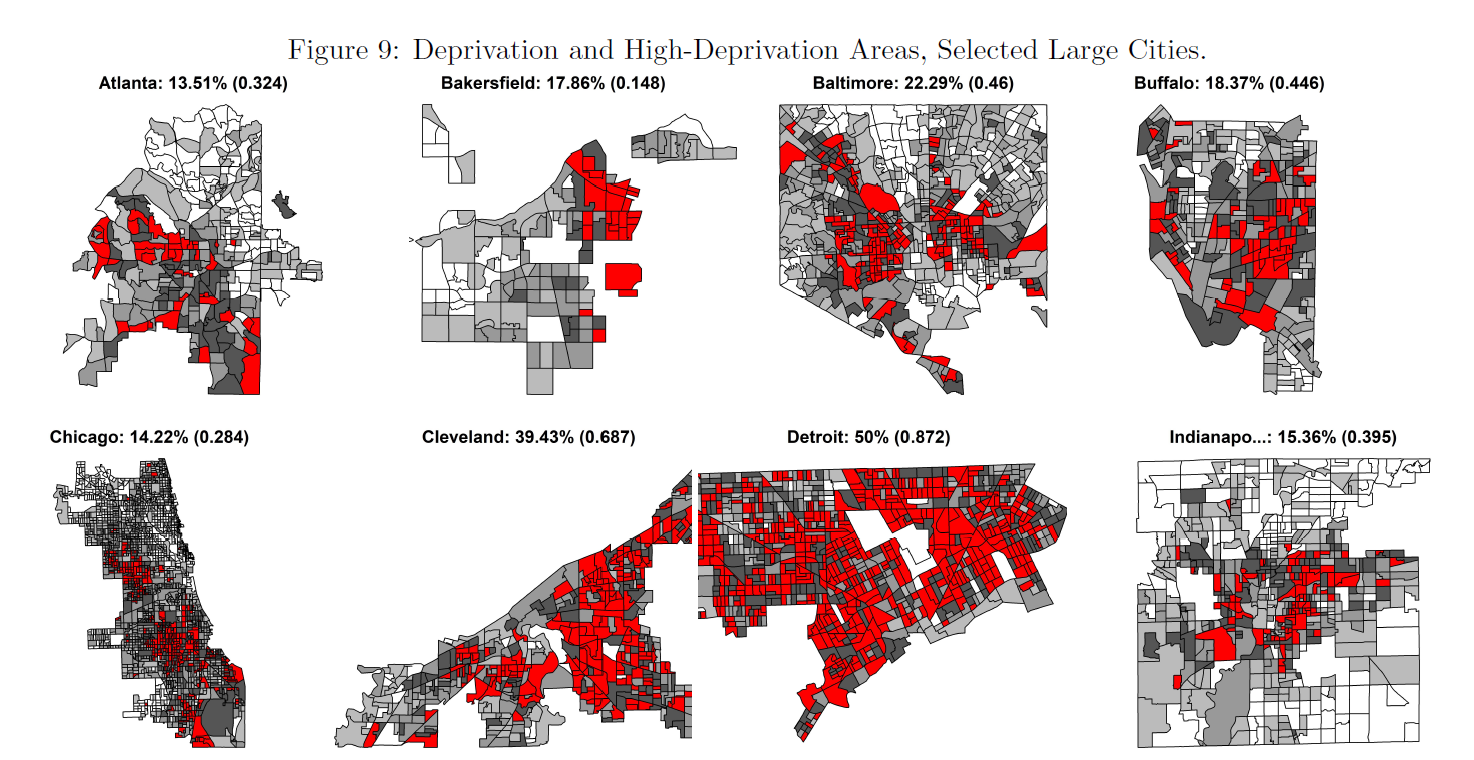 Figure 9: Deprivation and High-Deprivation Areas, Selected Large Cities.
Atlanta: 13.51% (0.324)
Bakersfield: 17.86% (0.148)
Baltimore: 22.29% (0.46)
Buffalo: 18.37% (0.446)
Chicago: 14.22% (0.284)
Cleveland: 39.43% (0.687)
Detroit: 50% (0.872)
Indianapo...: 15.36% (0.395)